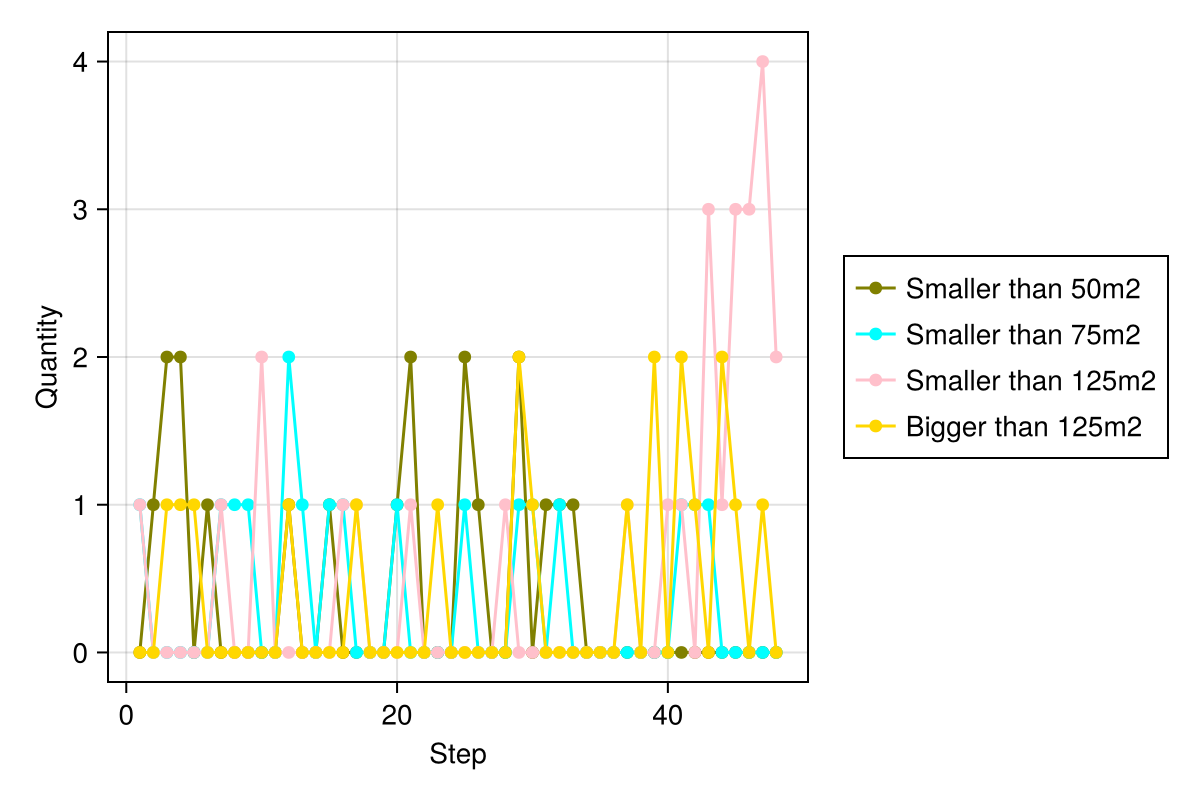 4
3
2
1
0
Quantity
0 20 40
Step
Smaller than 50m2
Smaller than 75m2
Smaller than 125m2
Bigger than 125m2